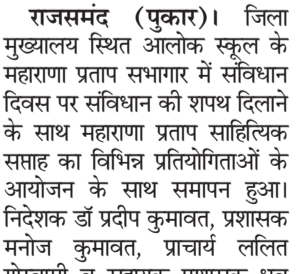 राजसमंद (पुकार)। जिला
मुख्यालय स्थित आलोक स्कूल के
महाराणा प्रताप सभागार में संविधान
दिवस पर संविधान की शपथ दिलाने
के साथ महाराणा प्रताप साहित्यिक
सप्ताह का विभिन्न प्रतियोगिताओं के
आयोजन के साथ समापन हुआ।
निदेशक डॉ प्रदीप कुमावत, प्रशासक
मनोज कुमावत, प्राचार्य ललित